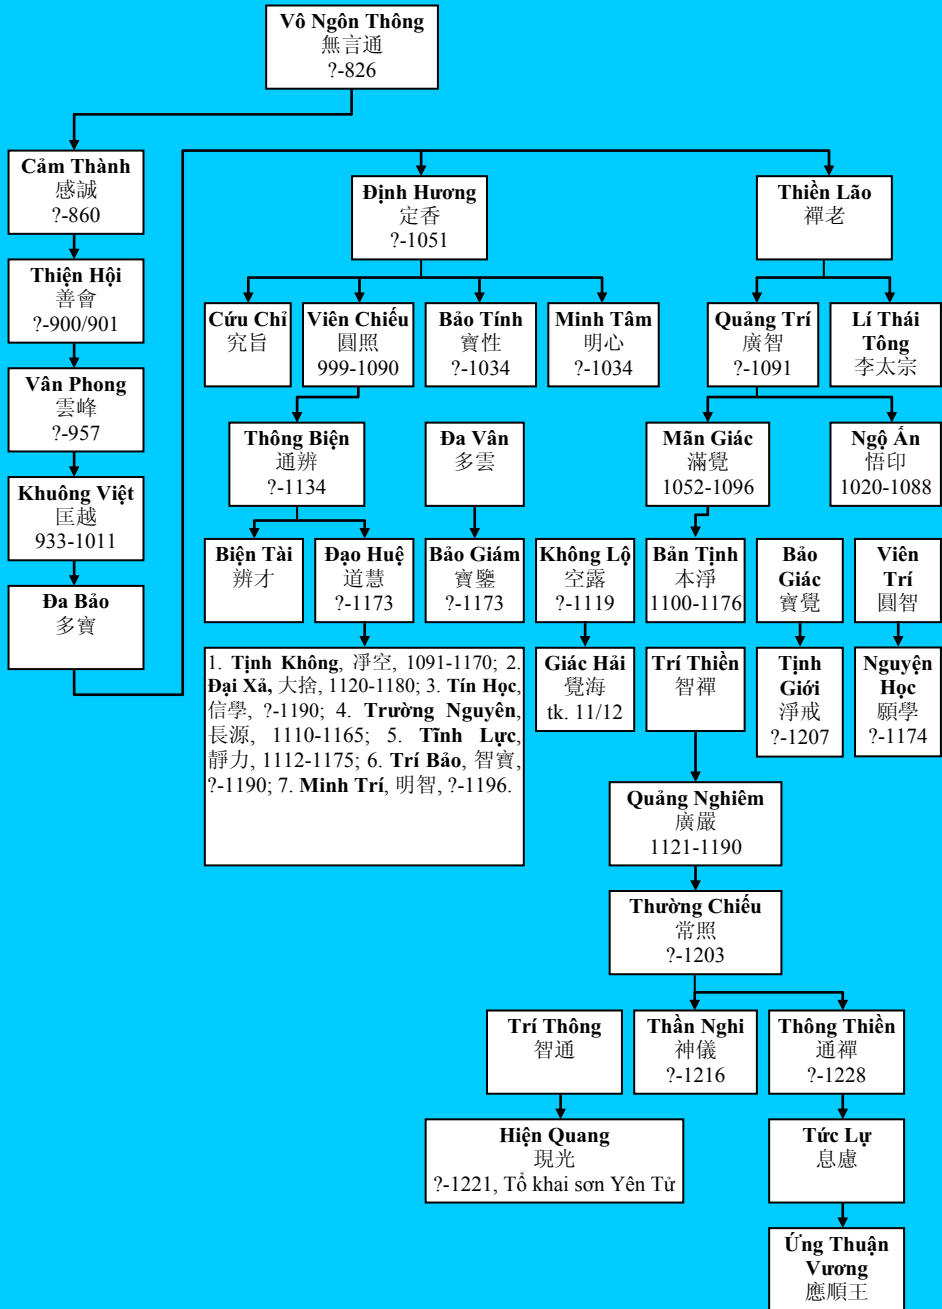 Vô Ngôn Thông
無言通
?-826
Cảm Thành
感誠
?-860
Định Hương
定香
?-1051
Thiền Lão
禪老
Thiện Hội
善會
?-900/901
Cứu Chỉ
究旨
Viên Chiếu
圓照
999-1090
Bảo Tính
寶性
?-1034
Minh Tâm
明心
?-1034
Quảng Trí
廣智
?-1091
Lí Thái
Tông
李太宗
Vân Phong
雲峰
?-957
Thông Biện
通辨
?-1134
Đa Vân
多雲
Mãn Giác
滿覺
1052-1096
Ngộ Ấn
悟印
1020-1088
Khuông Việt
匡越
933-1011
Biện Tài
辨才
Đạo Huệ
道慧
?-1173
Bảo Giám
寶鑒
?-1173
Không Lộ
空露
?-1119
Bản Tịnh
本淨
1100-1176
Bảo
Giác
寶覺
Viên
Trí
圓智
Đa Bảo
多寶
1. Tịnh Không, 凈空, 1091-1170; 2.
Đại Xả, 大捨, 1120-1180; 3. Tín Học,
信學, ?-1190; 4. Trường Nguyên,
長源, 1110-1165; 5. Tĩnh Lực,
靜力, 1112-1175; 6. Trí Bảo, 智寶,
?-1190; 7. Minh Trí, 明智, ?-1196.
Giác Hải
覺海
tk. 11/12
Trí Thiền
智禪
Tịnh
Giới
淨戒
?-1207
Nguyện
Học
願學
?-1174
Quảng Nghiêm
廣嚴
1121-1190
Thường Chiếu
常照
?-1203
Trí Thông
智通
Thần Nghi
神儀
?-1216
Thông Thiền
通禪
?-1228
Hiện Quang
現光
?-1221, Tổ khai sơn Yên Tử
Tức Lự
息慮
Ứng Thuận
Vương
應順王